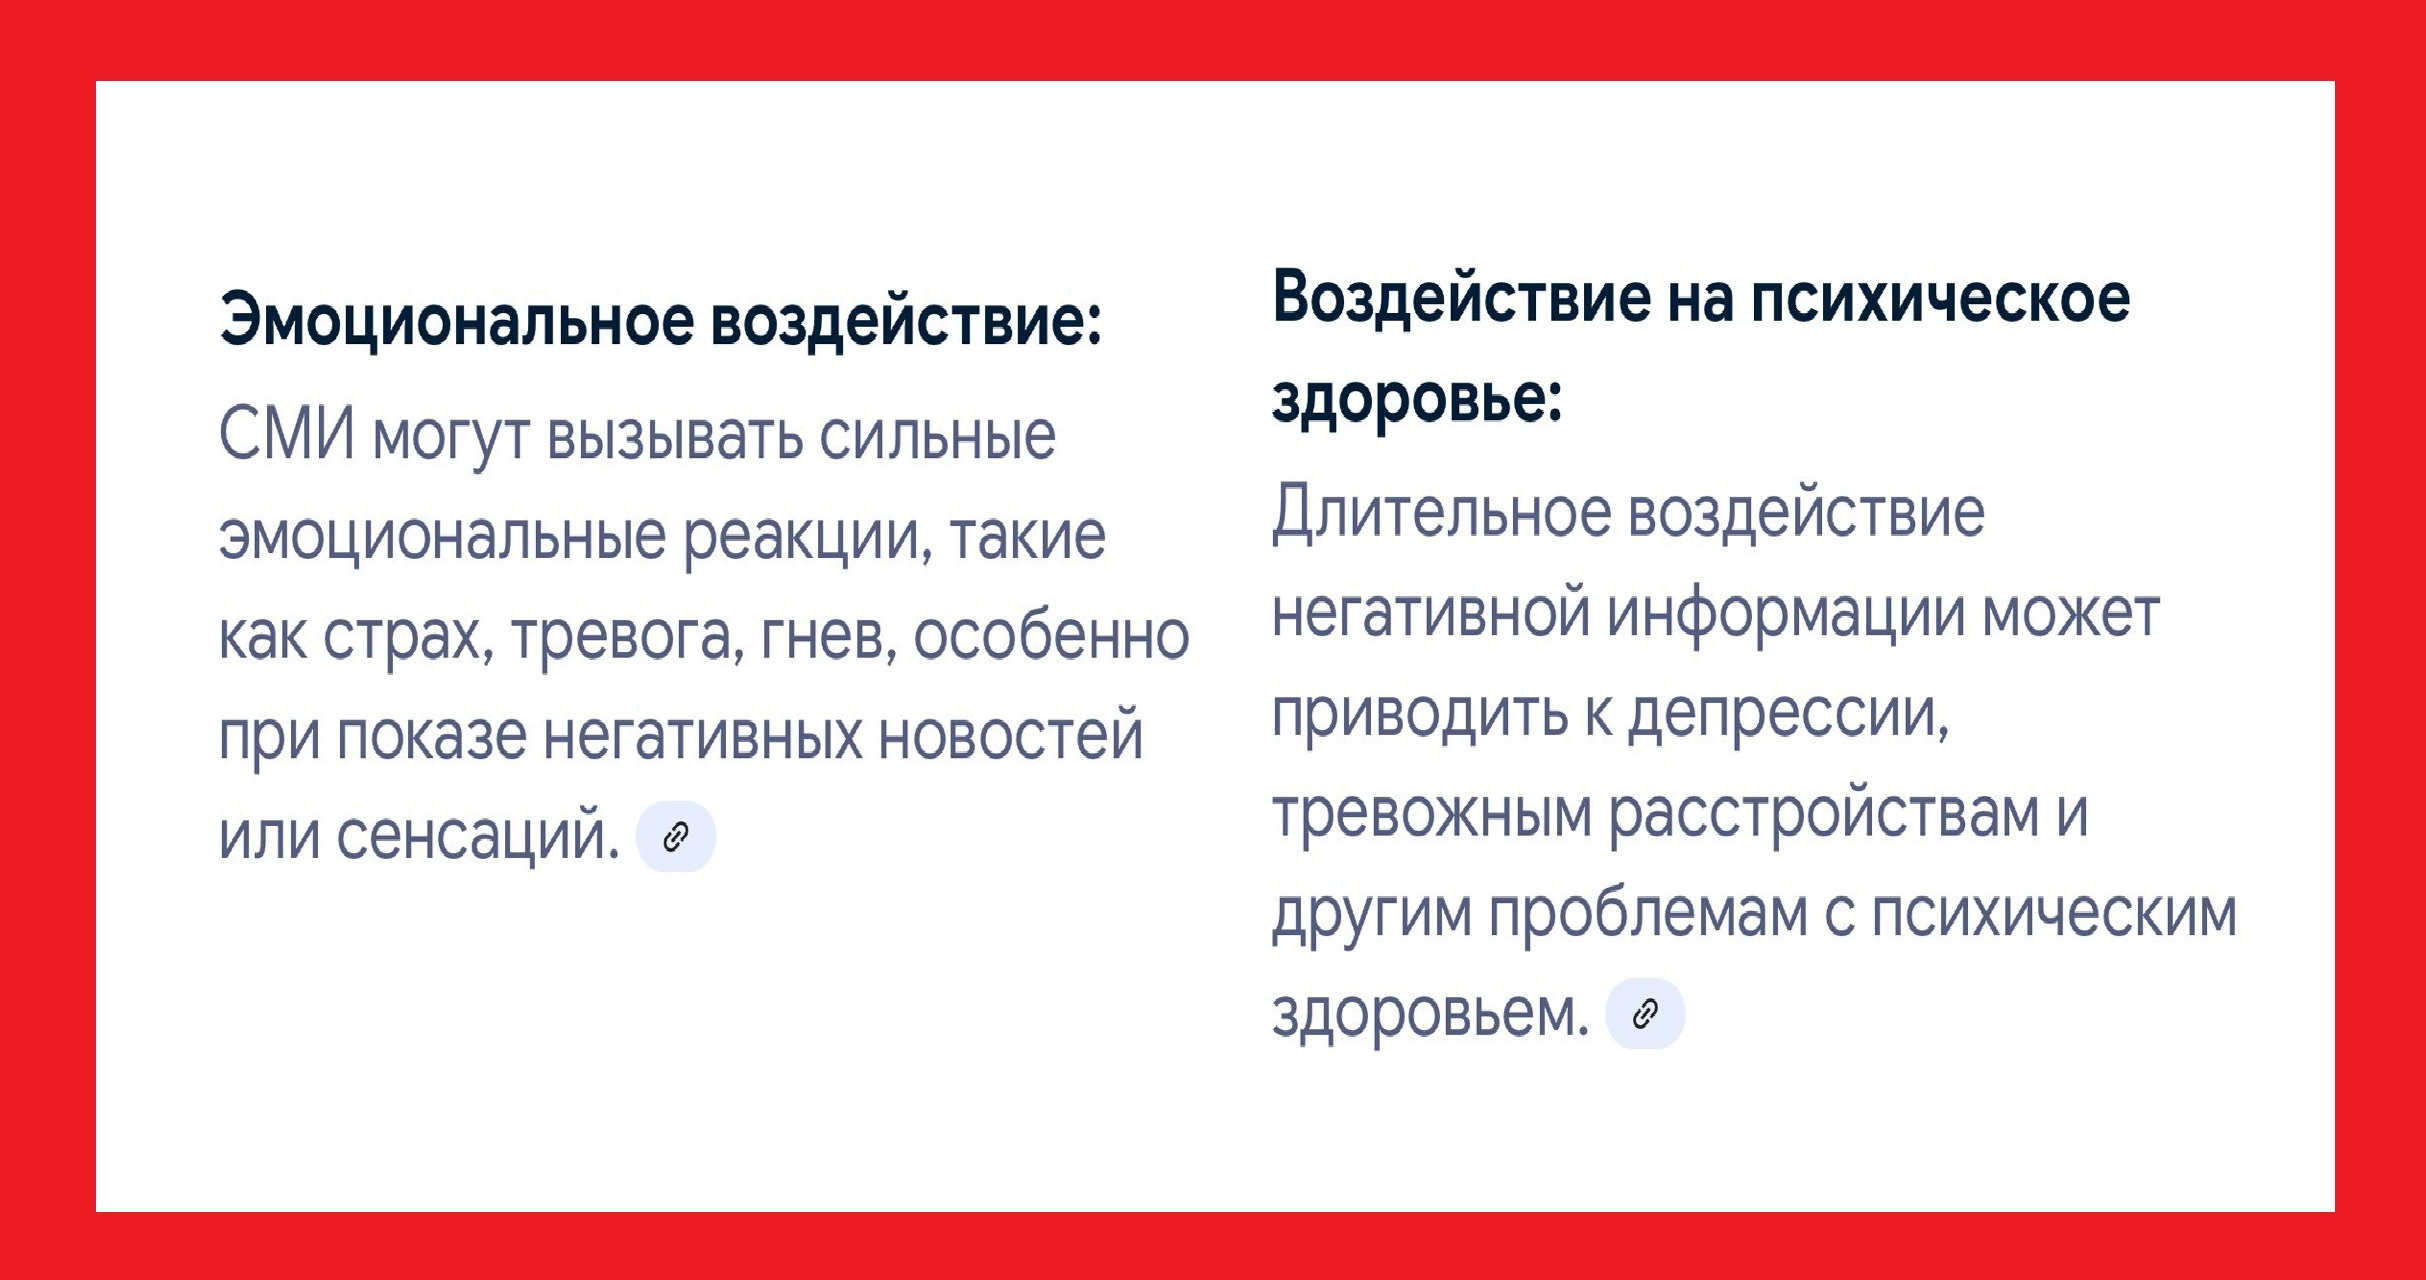 Эмоциональное воздействие:
СМИ могут вызывать сильные
эмоциональные реакции, такие
как страх, тревога, гнев, особенно
при показе негативных новостей
или сенсаций.
Воздействие на психическое
здоровье:
Длительное воздействие
негативной информации может
приводить к депрессии,
тревожным расстройствам и
другим проблемам с психическим
здоровьем.